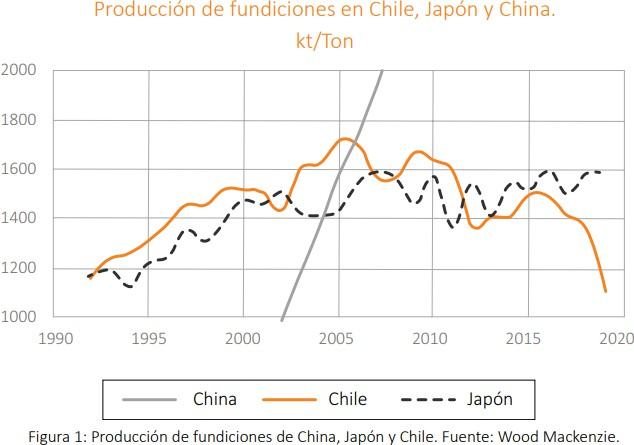 Producción de fundiciones en Chile, Japón y China.
kt/Ton
2000
1800
1600
1400
1200
1000
1990 1995 2000 2005 2010 2015 2020
China Chile Japón
Figura 1: Producción de fundiciones de China, Japón y Chile. Fuente: Wood Mackenzie.